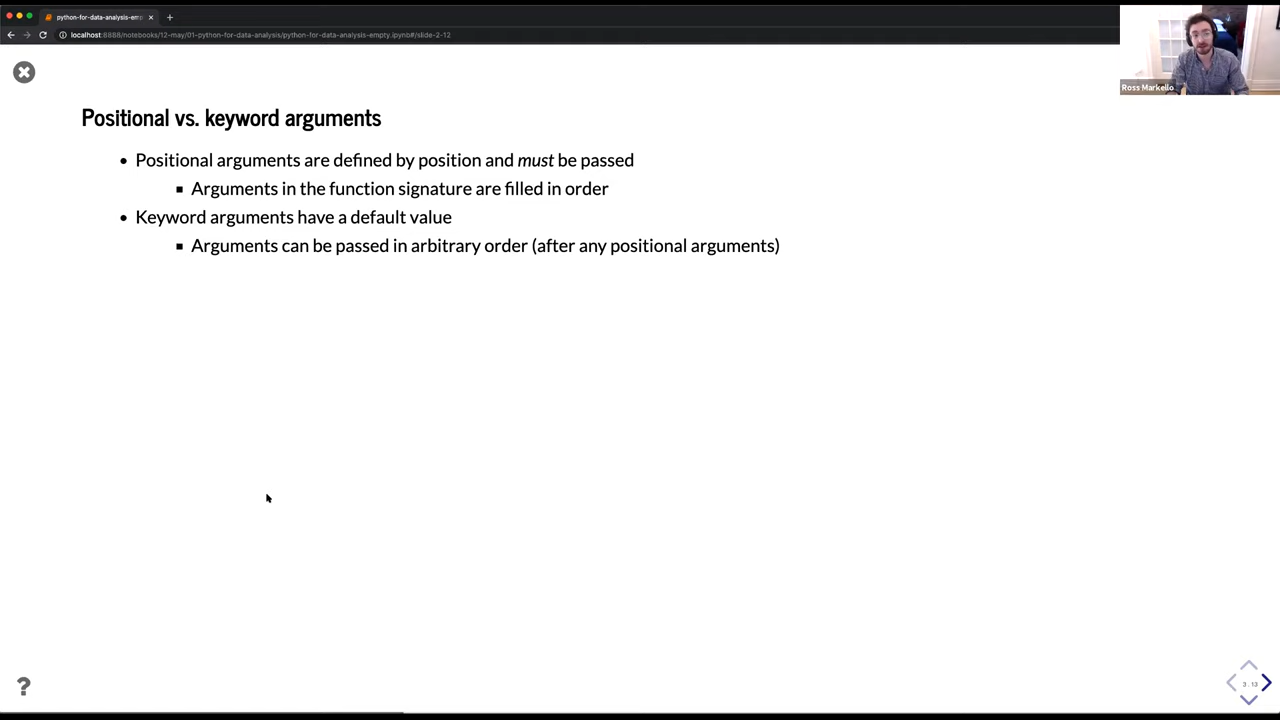 python-for-data-analysis-emp
localhost:8888/notebooks/12-may/01-python-for-data-analysis/python-for-data-analysis-empty.ipynb#/slide-2-12
Ross Markello
Positional vs. keyword arguments
Positional arguments are defined by position and must be passed
Arguments in the function signature are filled in order
Keyword arguments have a default value
Arguments can be passed in arbitrary order (after any positional arguments)
?
3.13